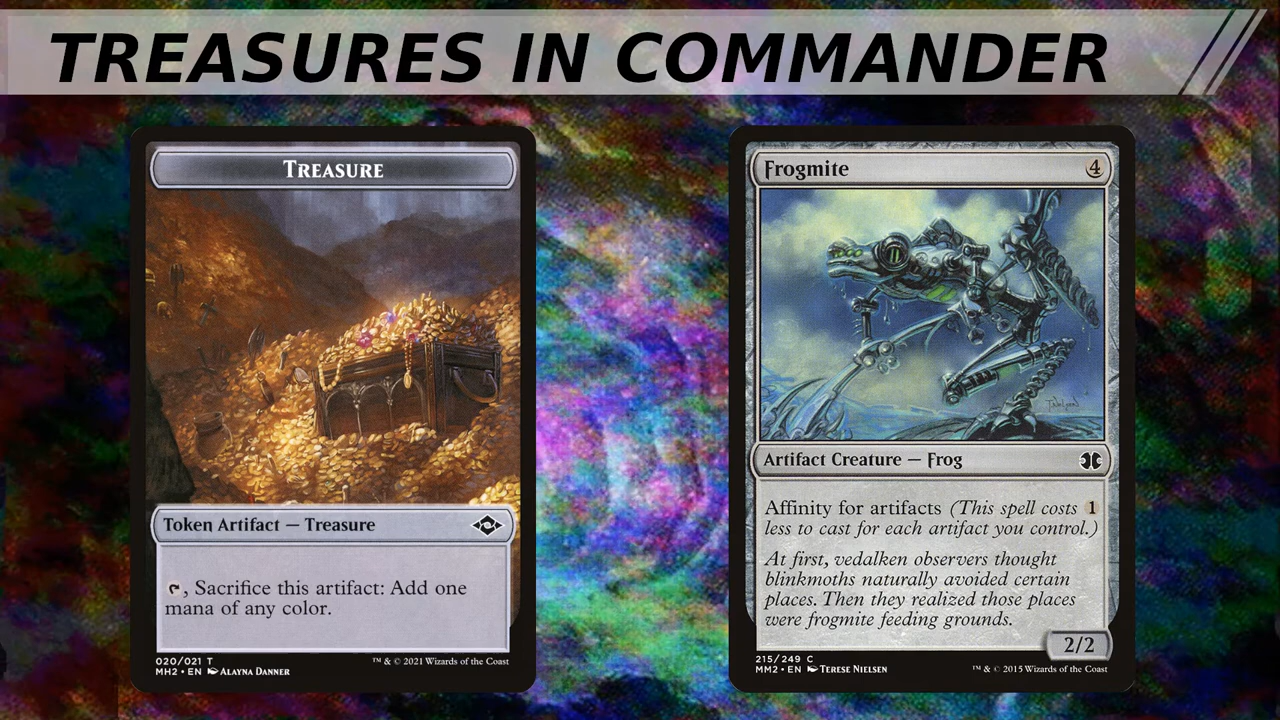 TREASURES IN COMMANDER
Treasure
Token Artifact — Treasure
, Sacrifice this artifact: Add one
mana of any color.
020/021 T
MH2 • EN Alayna Danner
™ & © 2021 Wizards of the Coast
Frogmite
4
Artifact Creature — Frog
Affinity for artifacts (This spell costs 1
less to cast for each artifact you control.)
At first, vedalken observers thought
blinkmoths naturally avoided certain
places. Then they realized those places
were frogmite feeding grounds.
2/2
215/249 C
MM2 • EN Terese Nielsen
™ & © 2015 Wizards of the Coast